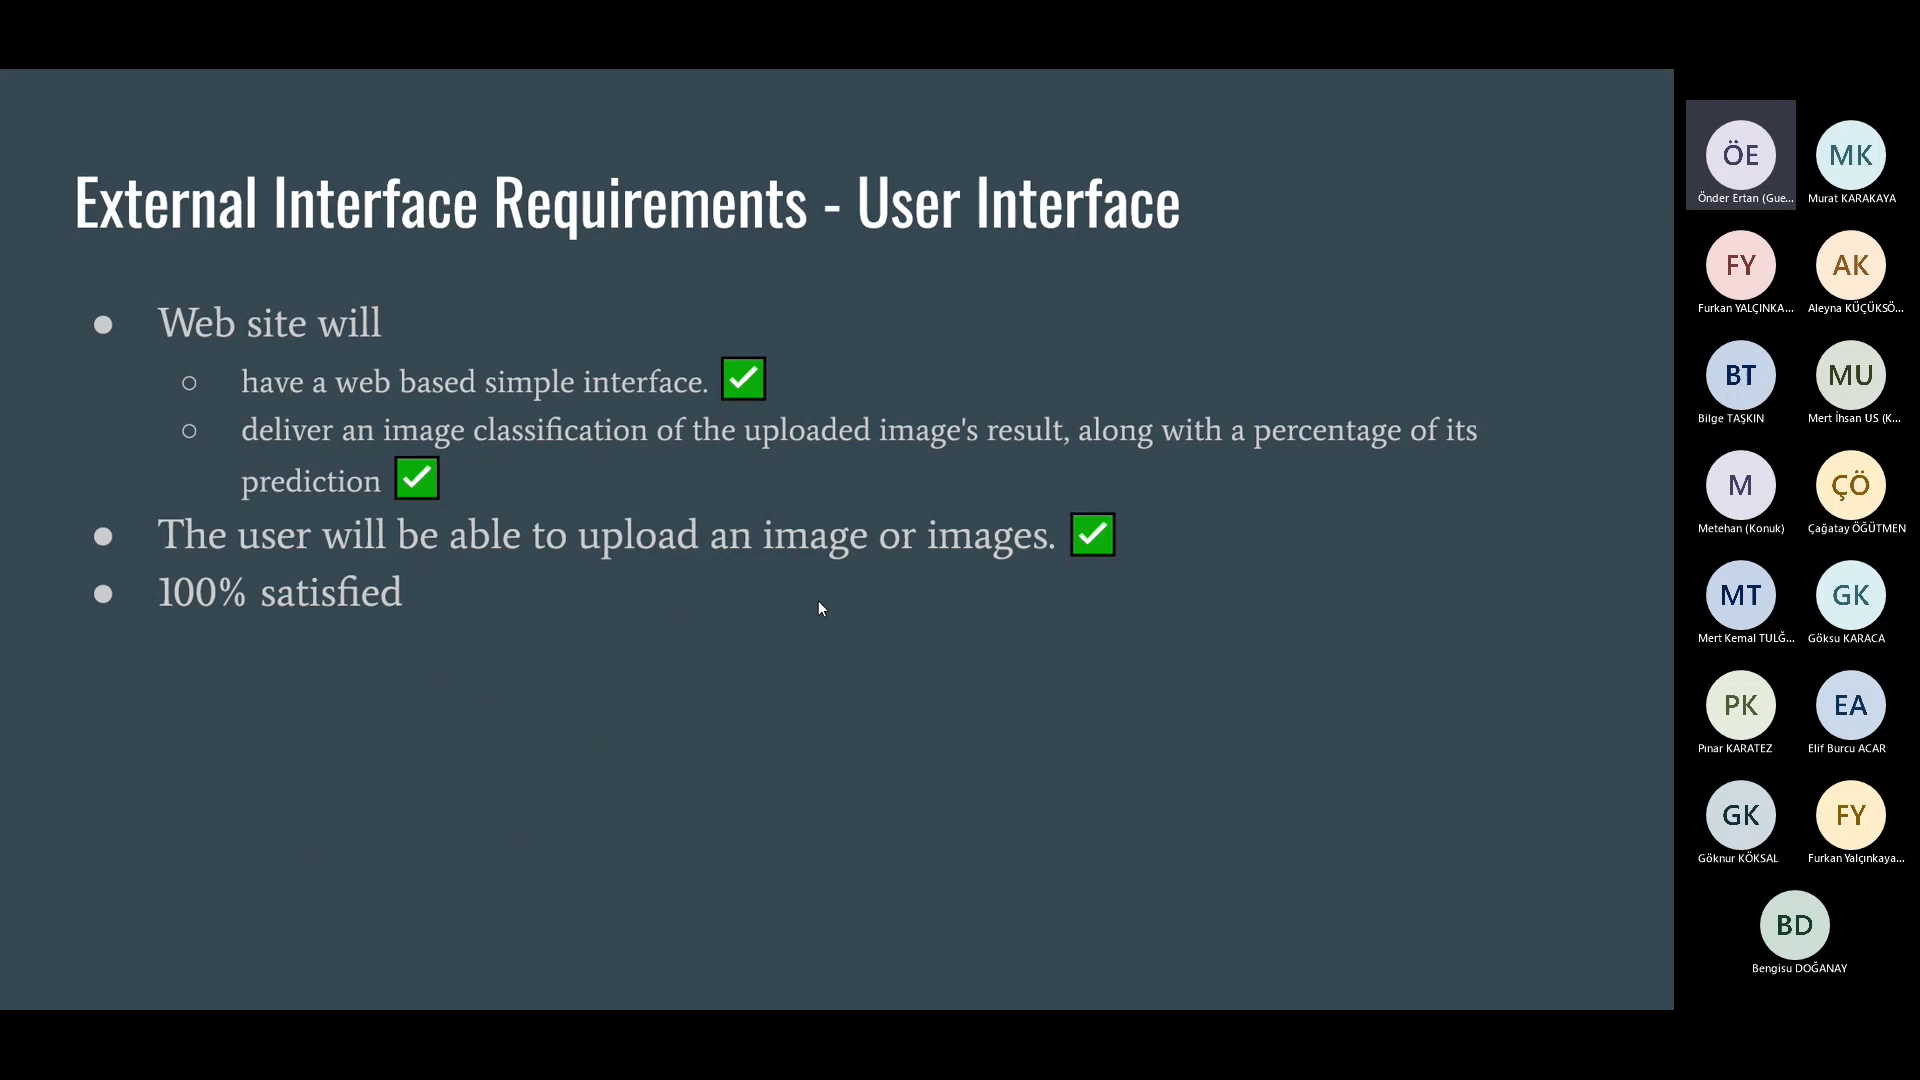 External Interface Requirements - User Interface
● Web site will
○ have a web based simple interface. ✅
○ deliver an image classification of the uploaded image's result, along with a percentage of its
prediction ✅
● The user will be able to upload an image or images. ✅
● 100% satisfied
ÖE
Önder Ertan (Gue...
MK
Murat KARAKAYA
FY
Furkan YALÇINKA...
AK
Aleyna KÜÇÜKSÖ...
BT
Bilge TAŞKIN
MU
Mert İhsan US (K...
M
Metehan (Konuk)
ÇÖ
Çağatay ÖĞÜTMEN
MT
Mert Kemal TULĞ...
GK
Göksu KARACA
PK
Pınar KARATEZ
EA
Elif Burcu ACAR
GK
Göknur KÖKSAL
FY
Furkan Yalçınkaya...
BD
Bengisu DOĞANAY